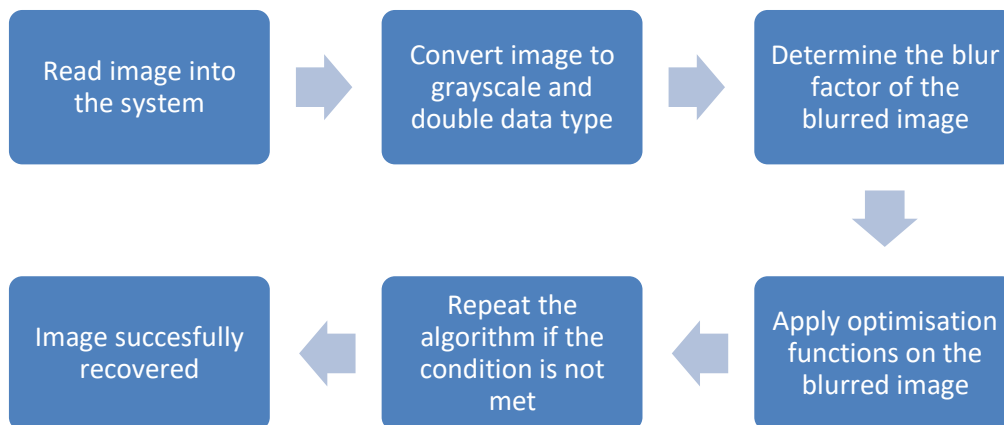 Read image into
the system
Convert image to
grayscale and
double data type
Determine the blur
factor of the
blurred image
Apply optimisation
functions on the
blurred image
Repeat the
algorithm if the
condition is not
met
Image succesfully
recovered